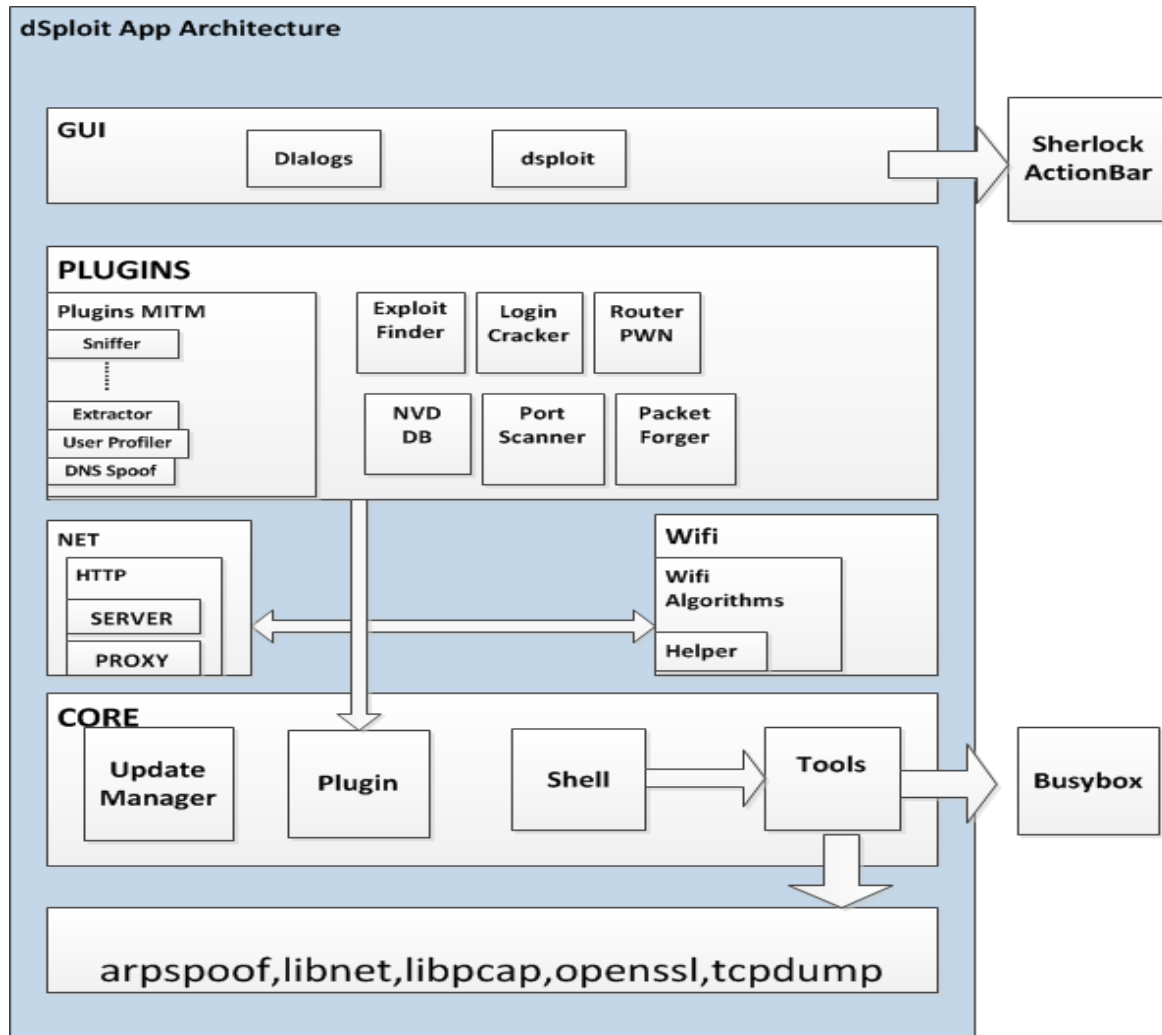 dSploit App Architecture
GUI
DIalogs
dsploit
Sherlock
ActionBar
PLUGINS
Plugins MITM
Sniffer
Extractor
User Profiler
DNS Spoof
Exploit
Finder
Login
Cracker
Router
PWN
NVD
DB
Port
Scanner
Packet
Forger
NET
HTTP
SERVER
PROXY
Wifi
Wifi
Algorithms
Helper
CORE
Update
Manager
Plugin
Shell
Tools
Busybox
arpspoof,libnet,libpcap,openssl,tcpdump